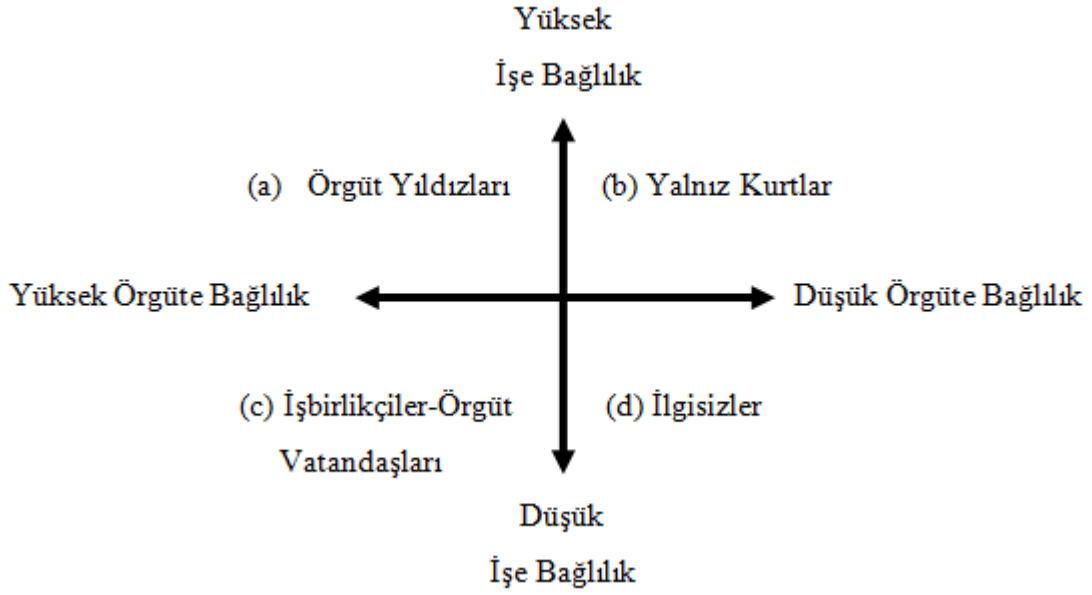 Yüksek
İşe Bağlılık
(a) Örgüt Yıldızları
(b) Yalnız Kurtlar
Yüksek Örgüte Bağlılık
Düşük Örgüte Bağlılık
(c) İşbirlikçiler-Örgüt
Vatandaşları
(d) İlgisizler
Düşük
İşe Bağlılık